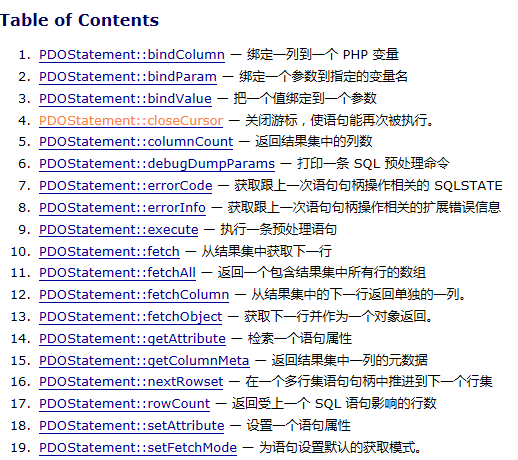 Table of Contents
1. PDOStatement::bindColumn — 绑定一列到一个 PHP 变量
2. PDOStatement::bindParam — 绑定一个参数到指定的变量名
3. PDOStatement::bindValue — 把一个值绑定到一个参数
4. PDOStatement::closeCursor — 关闭游标，使语句能再次被执行。
5. PDOStatement::columnCount — 返回结果集中的列数
6. PDOStatement::debugDumpParams — 打印一条 SQL 预处理命令
7. PDOStatement::errorCode — 获取跟上一次语句句柄操作相关的 SQLSTATE
8. PDOStatement::errorInfo — 获取跟上一次语句句柄操作相关的扩展错误信息
9. PDOStatement::execute — 执行一条预处理语句
10. PDOStatement::fetch — 从结果集中获取下一行
11. PDOStatement::fetchAll — 返回一个包含结果集中所有行的数组
12. PDOStatement::fetchColumn — 从结果集中的下一行返回单独的一列。
13. PDOStatement::fetchObject — 获取下一行并作为一个对象返回。
14. PDOStatement::getAttribute — 检索一个语句属性
15. PDOStatement::getColumnMeta — 返回结果集中一列的元数据
16. PDOStatement::nextRowset — 在一个多行集语句句柄中推进到下一个行集
17. PDOStatement::rowCount — 返回受上一个 SQL 语句影响的行数
18. PDOStatement::setAttribute — 设置一个语句属性
19. PDOStatement::setFetchMode — 为语句设置默认的获取模式。